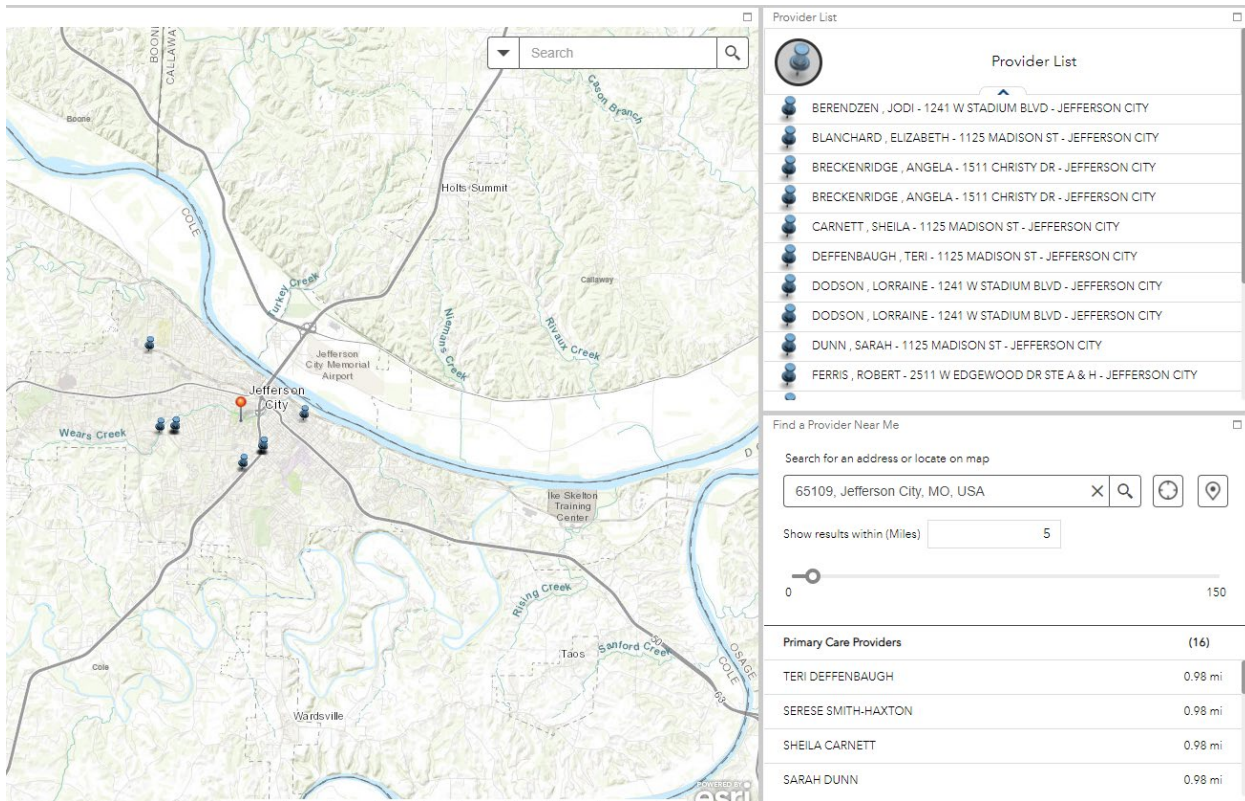 Provider List
Search
Provider List
BERENDZEN , JODI - 1241 W STADIUM BLVD - JEFFERSON CITY
BLANCHARD , ELIZABETH - 1125 MADISON ST - JEFFERSON CITY
BRECKENRIDGE , ANGELA - 1511 CHRISTY DR - JEFFERSON CITY
BRECKENRIDGE , ANGELA - 1511 CHRISTY DR - JEFFERSON CITY
CARNETT , SHEILA - 1125 MADISON ST - JEFFERSON CITY
DEFFENBAUGH , TERI - 1125 MADISON ST - JEFFERSON CITY
DODSON , LORRAINE - 1241 W STADIUM BLVD - JEFFERSON CITY
DODSON , LORRAINE - 1241 W STADIUM BLVD - JEFFERSON CITY
DUNN , SARAH - 1125 MADISON ST - JEFFERSON CITY
FERRIS , ROBERT - 2511 W EDGEWOOD DR STE A & H - JEFFERSON CITY
Find a Provider Near Me
Search for an address or locate on map
65109, Jefferson City, MO, USA
Show results within (Miles) 5
0 150
Primary Care Providers (16)
TERI DEFFENBAUGH 0.98 mi
SERESE SMITH-HAXTON 0.98 mi
SHEILA CARNETT 0.98 mi
SARAH DUNN 0.98 mi
BOONE
CALLAWAY
Cason Branch
Boone
Holts Summit
COLE
Turkey Creek
Callaway
Niemans Creek
Rivaux Creek
Jefferson
City Memorial
Airport
Jefferson
City
Wears Creek
Ike Skelton
Training
Center
Rising Creek
Taos
Sanford Creek
50
OSAGE
COLE
63
Cole
Wardsville
POWERED BY
esri